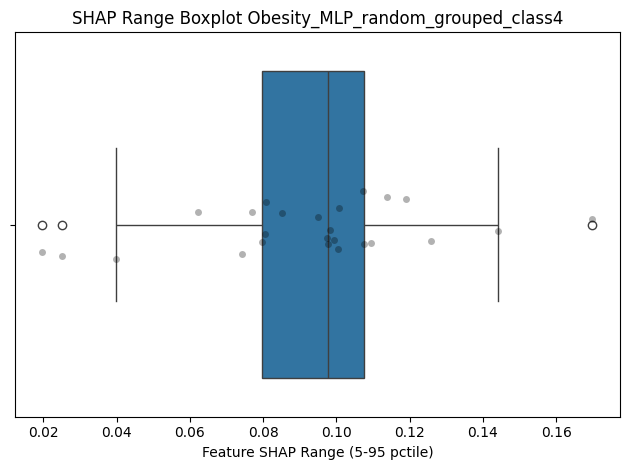 SHAP Range Boxplot Obesity_MLP_random_grouped_class4
0.02 0.04 0.06 0.08 0.10 0.12 0.14 0.16
Feature SHAP Range (5-95 pctile)